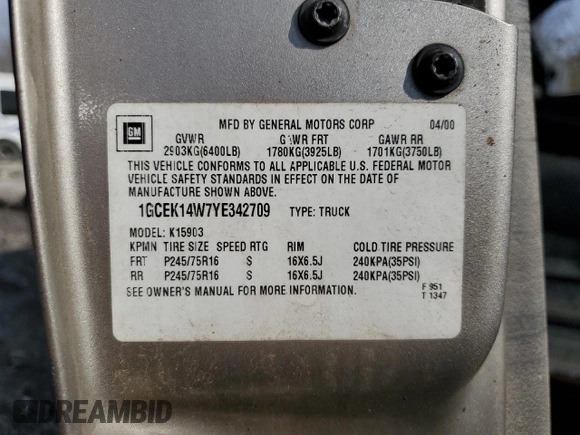 GM
MFD BY GENERAL MOTORS CORP 04/00
GVWR GAWR FRT GAWR RR
2903KG(6400LB) 1780KG(3925LB) 1701KG(3750LB)
THIS VEHICLE CONFORMS TO ALL APPLICABLE U.S. FEDERAL MOTOR
VEHICLE SAFETY STANDARDS IN EFFECT ON THE DATE OF
MANUFACTURE SHOWN ABOVE.
1GCEK14W7YE342709 TYPE: TRUCK
MODEL: K15903
KPMN TIRE SIZE SPEED RTG RIM COLD TIRE PRESSURE
FRT P245/75R16 S 16X6.5J 240KPA(35PSI)
RR P245/75R16 S 16X6.5J 240KPA(35PSI)
SEE OWNER'S MANUAL FOR MORE INFORMATION.
F 951
T 1347
DREAMBID